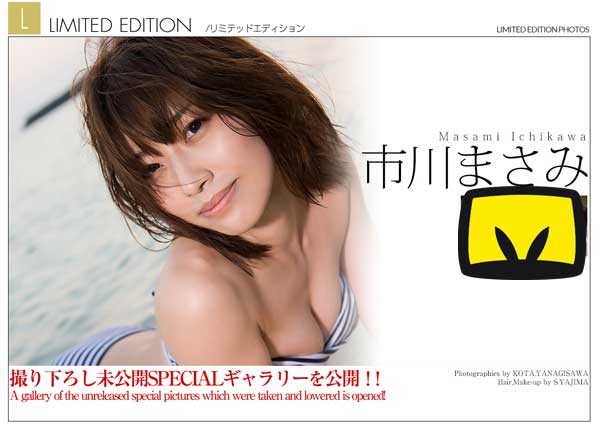 L LIMITED EDITION /リミテッドエディション LIMITED EDITION PHOTOS
Masami Ichikawa
市川まさみ
Photographies by KOTA.YANAGISAWA
Hair,Make-up by S.YAJIMA
撮り下ろし未公開SPECIALギャラリーを公開!!
A gallery of the unreleased special pictures which were taken and lowered is opened!